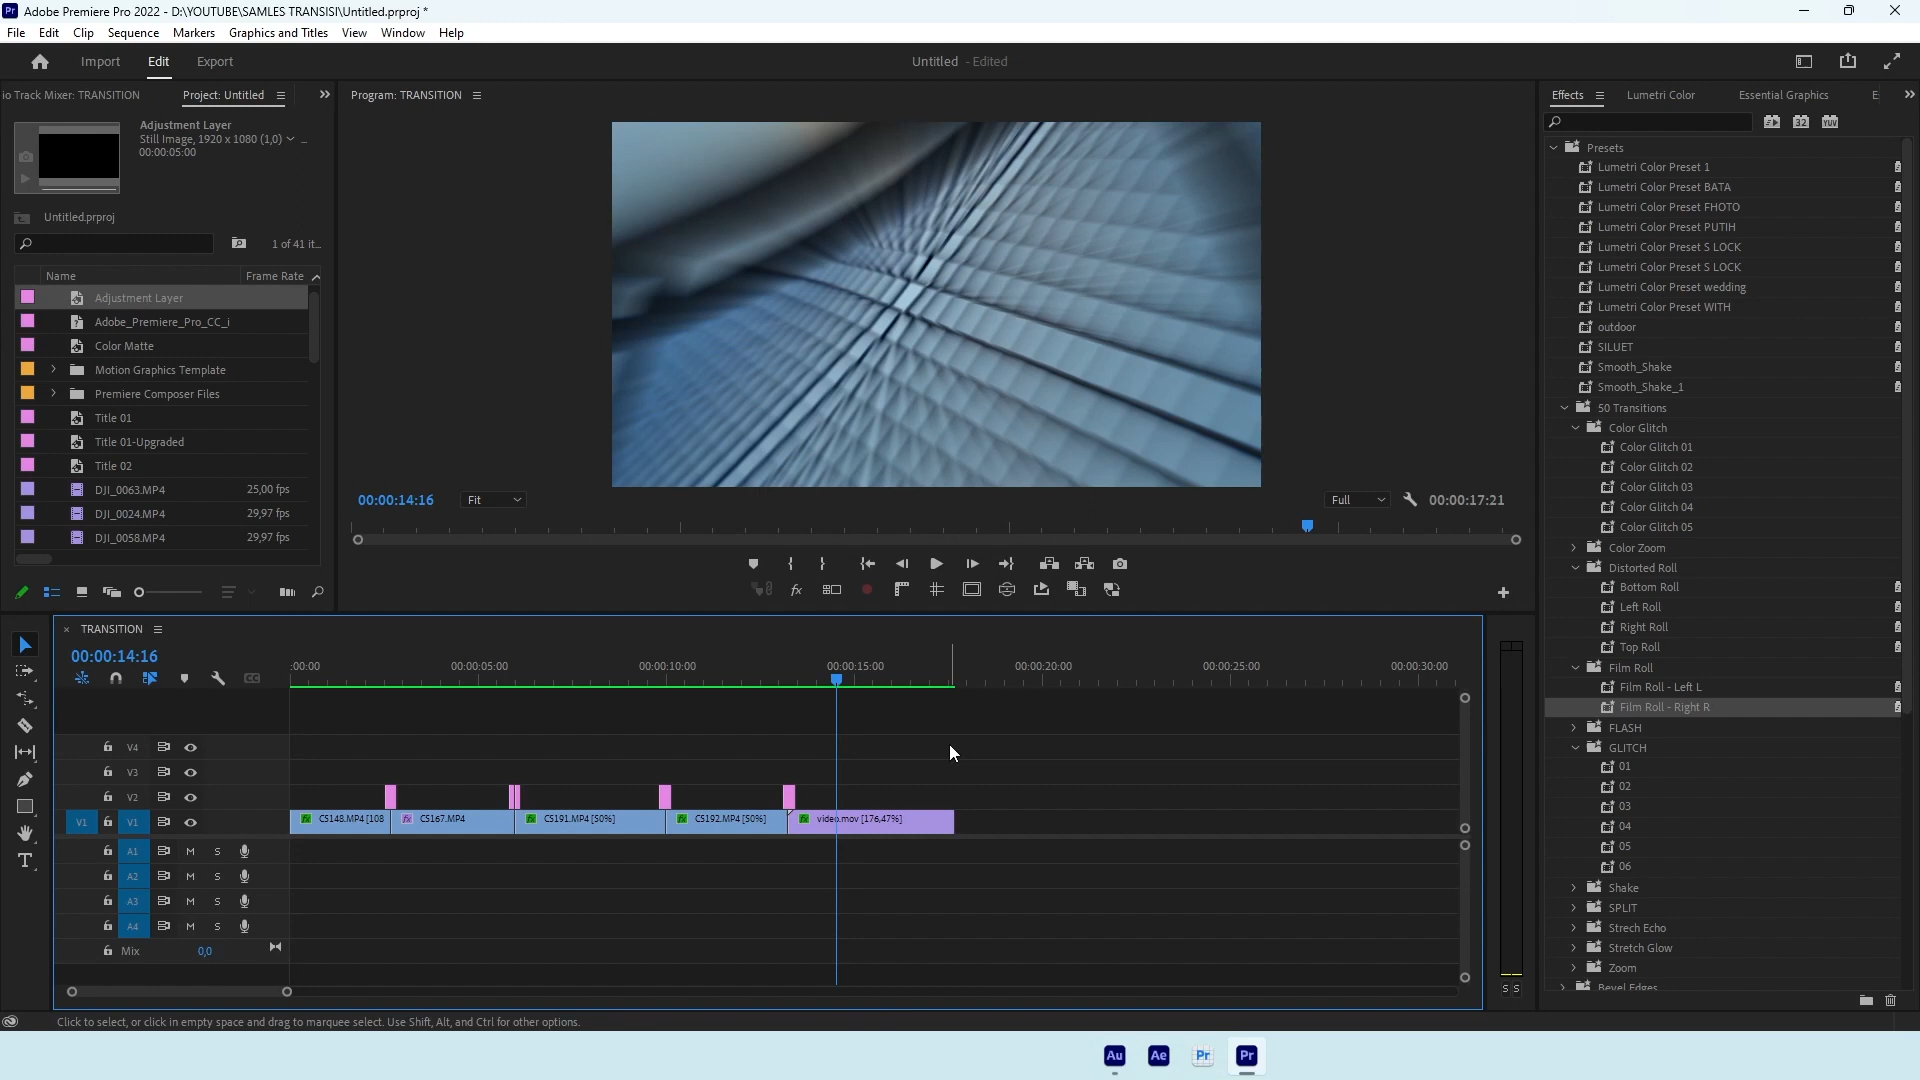 Pr Adobe Premiere Pro 2022 - D:\YOUTUBE\SAMLES TRANSISI\Untitled.prproj *
File Edit Clip Sequence Markers Graphics and Titles View Window Help
Import Edit Export
Untitled - Edited
io Track Mixer: TRANSITION
Project: Untitled
Adjustment Layer
Still Image, 1920 x 1080 (1,0)
00:00:05:00
Untitled.prproj
1 of 41 it...
Name Frame Rate
Adjustment Layer
Adobe_Premiere_Pro_CC_i
Color Matte
Motion Graphics Template
Premiere Composer Files
Title 01
Title 01-Upgraded
Title 02
DJI_0063.MP4 25,00 fps
DJI_0024.MP4 29,97 fps
DJI_0058.MP4 29,97 fps
Program: TRANSITION
00:00:14:16
Fit
Full
00:00:17:21
Effects Lumetri Color Essential Graphics E
32 YUV
Presets
Lumetri Color Preset 1
Lumetri Color Preset BATA
Lumetri Color Preset FHOTO
Lumetri Color Preset PUTIH
Lumetri Color Preset S LOCK
Lumetri Color Preset S LOCK
Lumetri Color Preset wedding
Lumetri Color Preset WITH
outdoor
SILUET
Smooth_Shake
Smooth_Shake_1
50 Transitions
Color Glitch
Color Glitch 01
Color Glitch 02
Color Glitch 03
Color Glitch 04
Color Glitch 05
Color Zoom
Distorted Roll
Bottom Roll
Left Roll
Right Roll
Top Roll
Film Roll
Film Roll - Left L
Film Roll - Right R
FLASH
GLITCH
01
02
03
04
05
06
Shake
SPLIT
Strech Echo
Stretch Glow
Zoom
Bevel Edges
× TRANSITION
00:00:14:16
:00:00 00:00:05:00 00:00:10:00 00:00:15:00 00:00:20:00 00:00:25:00 00:00:30:00
V4
V3
V2
V1 V1
fx CS148.MP4 [108 fx CS167.MP4 fx CS191.MP4 [50%] fx CS192.MP4 [50%] fx video.mov [176,47%]
A1 M S
A2 M S
A3 M S
A4 M S
Mix 0,0
S S
Click to select, or click in empty space and drag to marquee select. Use Shift, Alt, and Ctrl for other options.
Au Ae Pr Pr